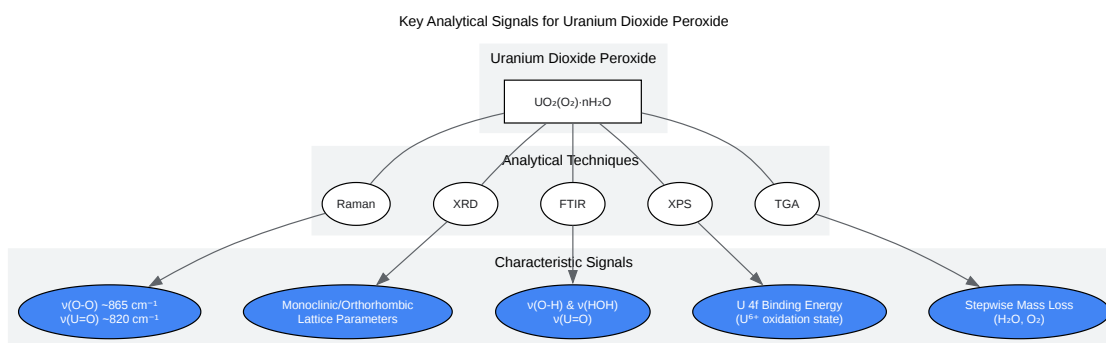 Key Analytical Signals for Uranium Dioxide Peroxide
Uranium Dioxide Peroxide
UO₂(O₂)·nH₂O
Analytical Techniques
Raman
XRD
FTIR
XPS
TGA
Characteristic Signals
ν(O-O) ~865 cm⁻¹
ν(U=O) ~820 cm⁻¹
Monoclinic/Orthorhombic
Lattice Parameters
ν(O-H) & ν(HOH)
ν(U=O)
U 4f Binding Energy
(U⁶⁺ oxidation state)
Stepwise Mass Loss
(H₂O, O₂)